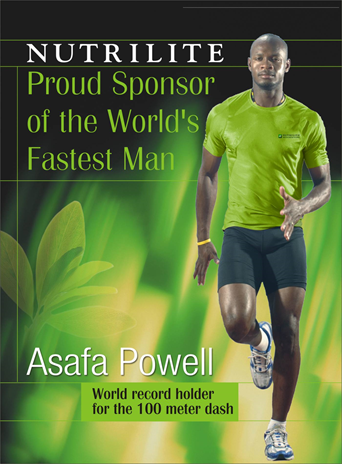 NUTRILITE
Proud Sponsor
of the World's
Fastest Man
Asafa Powell
World record holder
for the 100 meter dash